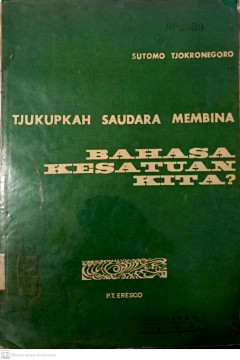 SUTOMO TJOKRONEGORO
TJUKUPKAH SAUDARA MEMBINA
BAHASA
KESATUAN
KITA?
P.T. ERESCO